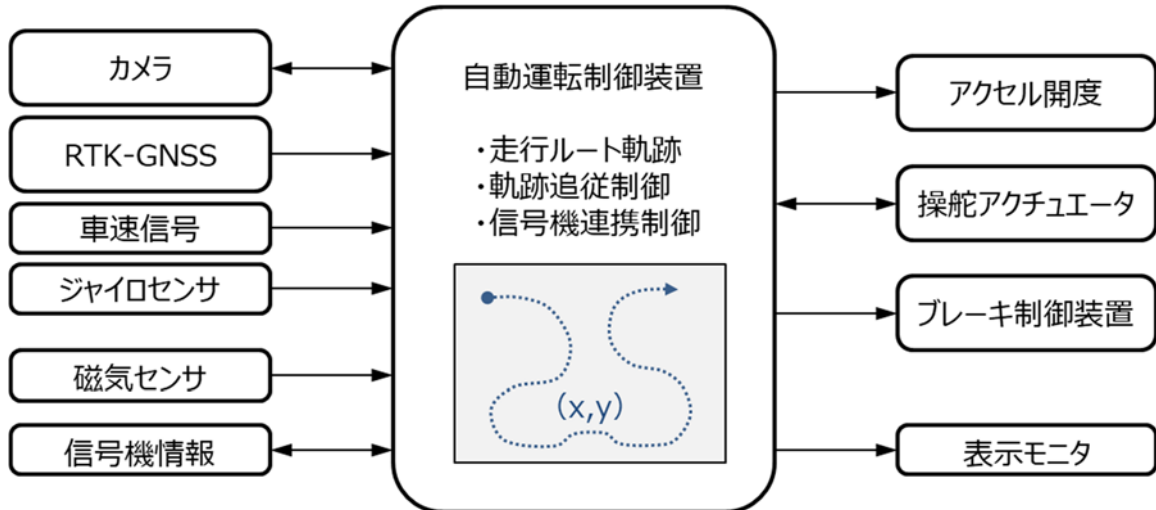 カメラ
RTK-GNSS
車速信号
ジャイロセンサ
磁気センサ
信号機情報
自動運転制御装置
・走行ルート軌跡
・軌跡追従制御
・信号機連携制御
(x,y)
アクセル開度
操舵アクチュエータ
ブレーキ制御装置
表示モニタ